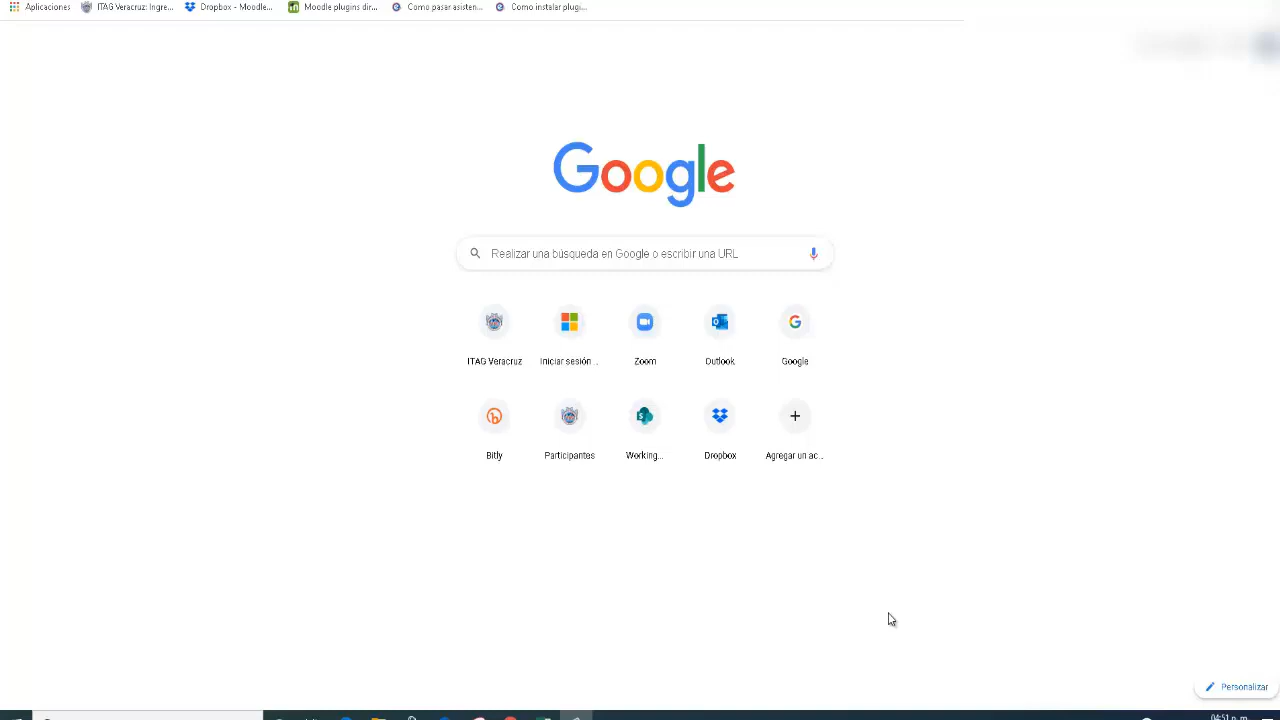 Aplicaciones ITAG Veracruz: Ingre... Dropbox - Moodle... Moodle plugins dir... Como pasar asisten... Como instalar plugi...
Google
Realizar una búsqueda en Google o escribir una URL
ITAG Veracruz Iniciar sesión ... Zoom Outlook Google
Bitly Participantes Working... Dropbox Agregar un ac...
Personalizar
04:51 p. m.